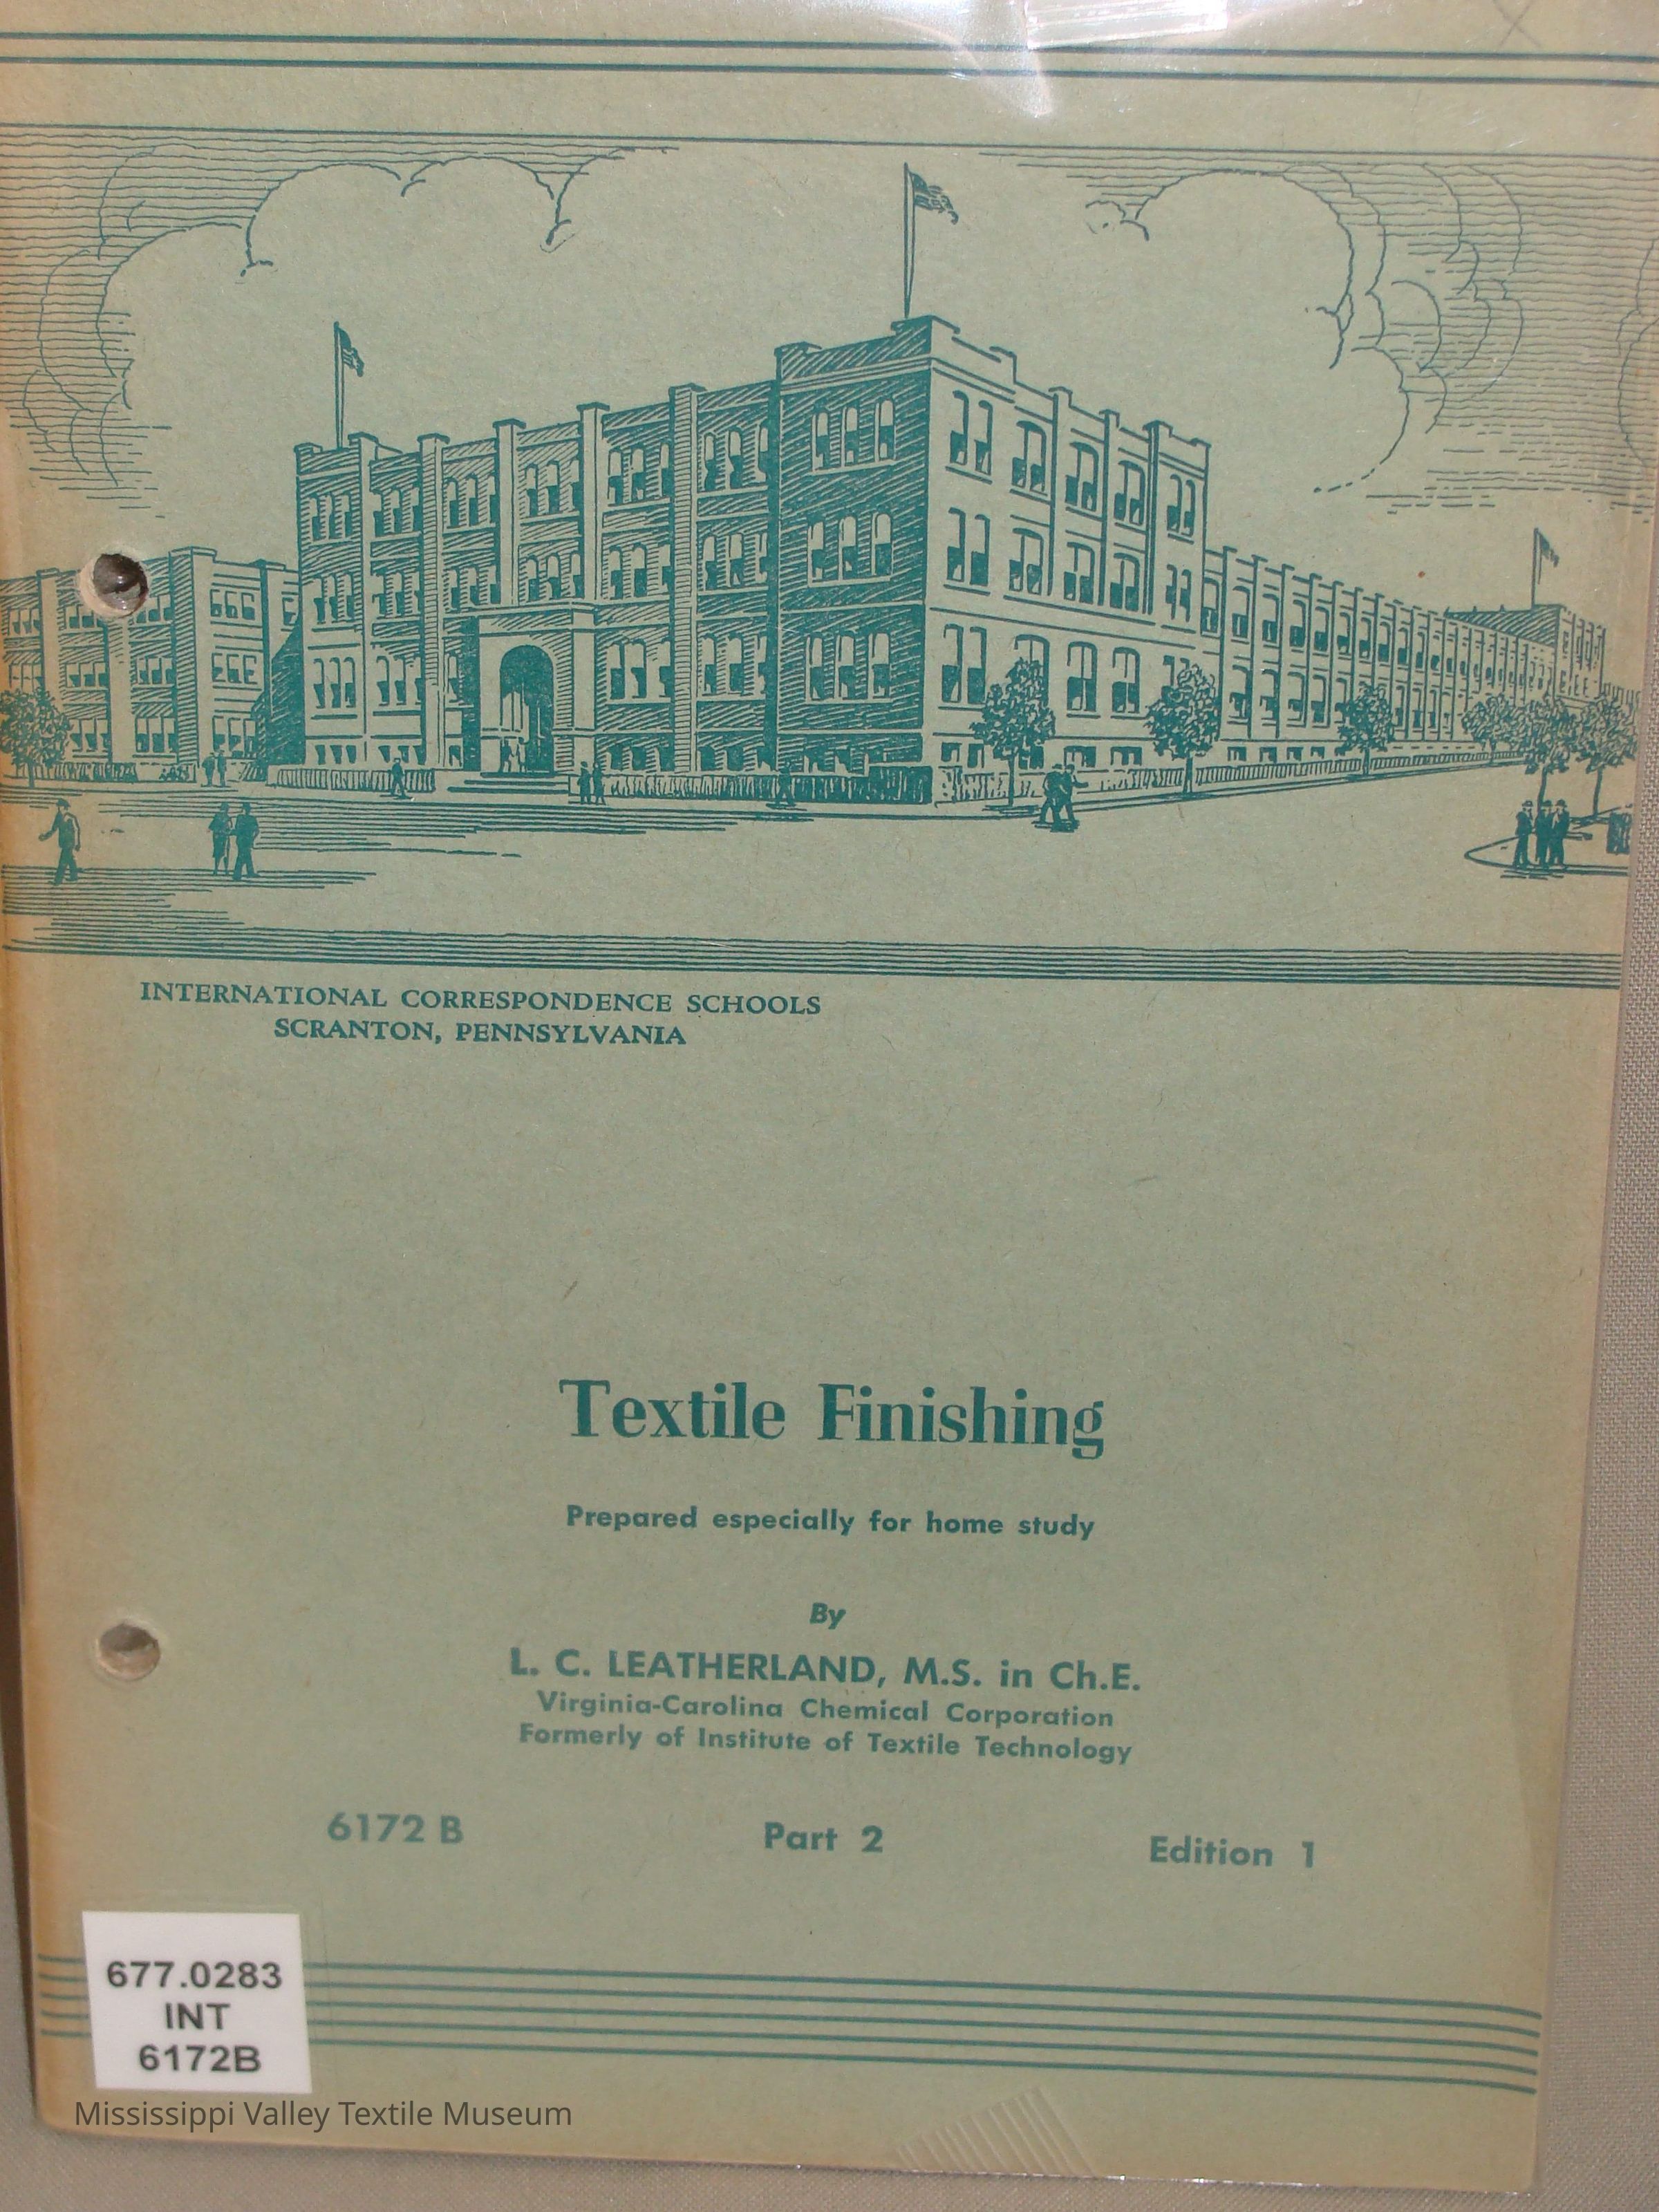 INTERNATIONAL CORRESPONDENCE SCHOOLS
SCRANTON, PENNSYLVANIA
Textile Finishing
Prepared especially for home study
By
L. C. LEATHERLAND, M.S. in Ch.E.
Virginia-Carolina Chemical Corporation
Formerly of Institute of Textile Technology
6172 B Part 2 Edition 1
677.0283
INT
6172B
Mississippi Valley Textile Museum